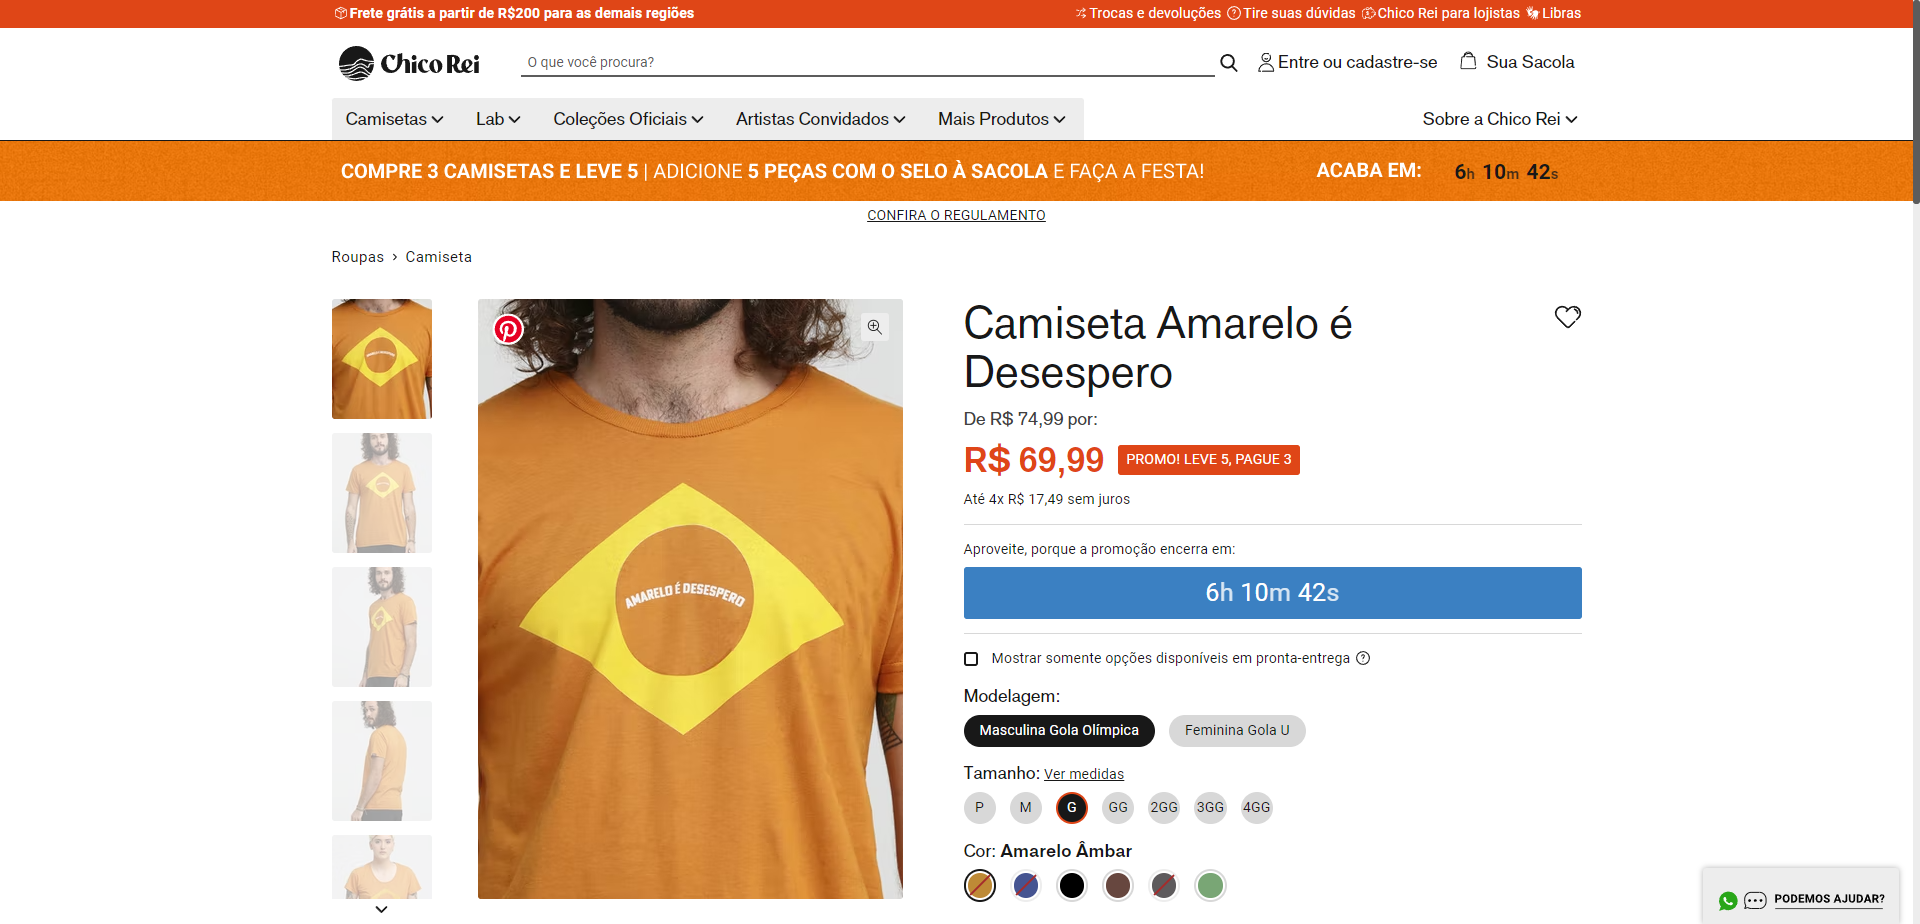 Frete grátis a partir de R$200 para as demais regiões
Trocas e devoluções Tire suas dúvidas Chico Rei para lojistas Libras
Chico Rei
O que você procura?
Entre ou cadastre-se
Sua Sacola
Camisetas Lab Coleções Oficiais Artistas Convidados Mais Produtos
Sobre a Chico Rei
COMPRE 3 CAMISETAS E LEVE 5 | ADICIONE 5 PEÇAS COM O SELO À SACOLA E FAÇA A FESTA!
ACABA EM: 6h 10m 42s
CONFIRA O REGULAMENTO
Roupas › Camiseta
AMARELO É DESESPERO
Camiseta Amarelo é
Desespero
De R$ 74,99 por:
R$ 69,99 PROMO! LEVE 5, PAGUE 3
Até 4x R$ 17,49 sem juros
Aproveite, porque a promoção encerra em:
6h 10m 42s
Mostrar somente opções disponíveis em pronta-entrega
Modelagem:
Masculina Gola Olímpica Feminina Gola U
Tamanho: Ver medidas
P M G GG 2GG 3GG 4GG
Cor: Amarelo Âmbar
PODEMOS AJUDAR?